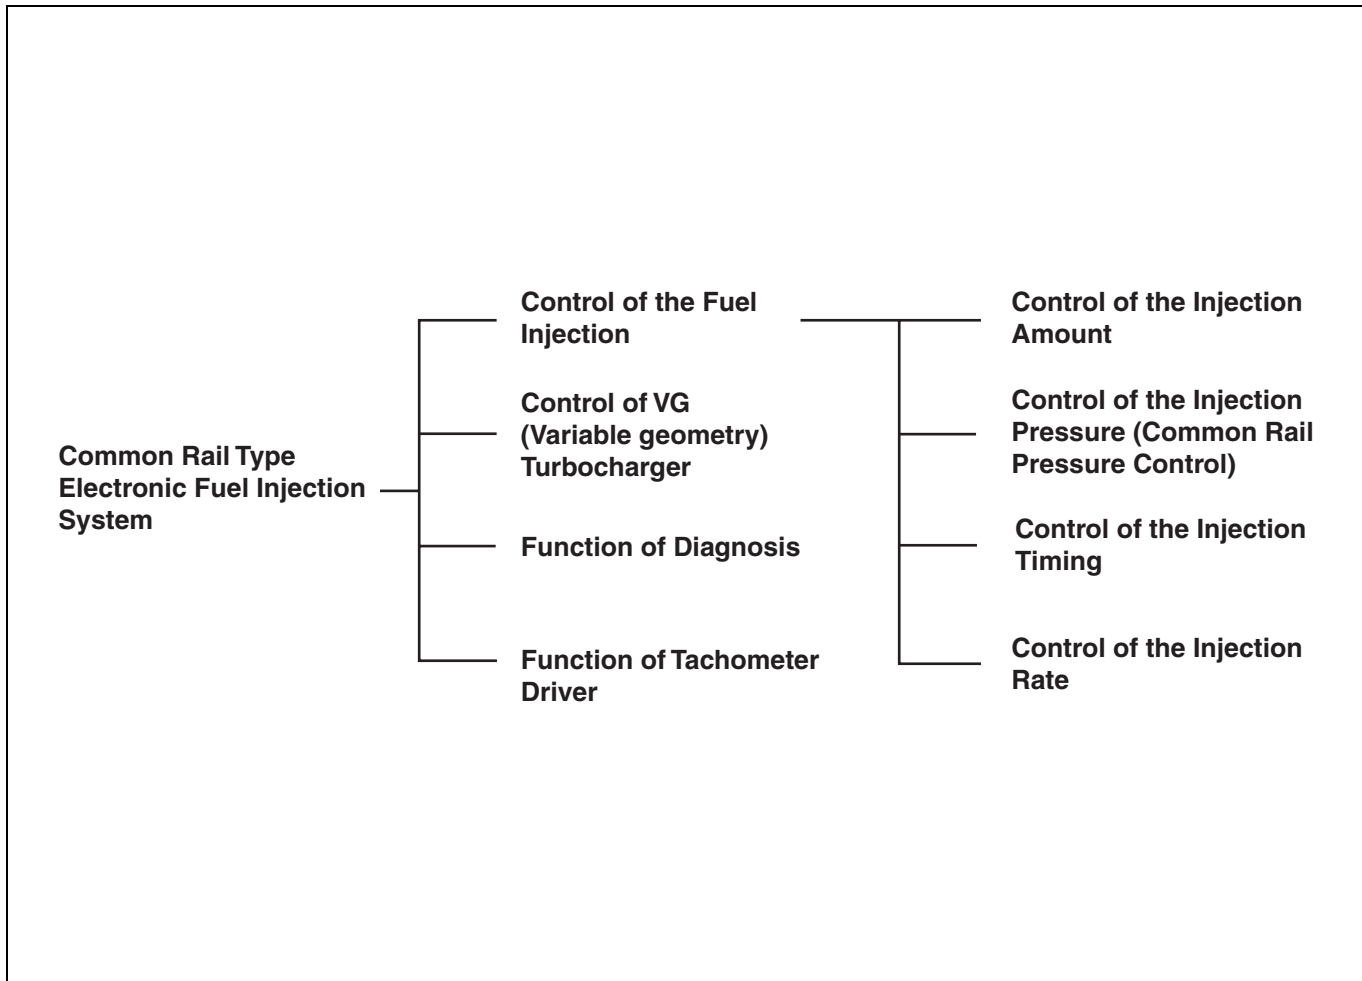 Common Rail Type
Electronic Fuel Injection
System
Control of the Fuel
Injection
Control of VG
(Variable geometry)
Turbocharger
Function of Diagnosis
Function of Tachometer
Driver
Control of the Injection
Amount
Control of the Injection
Pressure (Common Rail
Pressure Control)
Control of the Injection
Timing
Control of the Injection
Rate